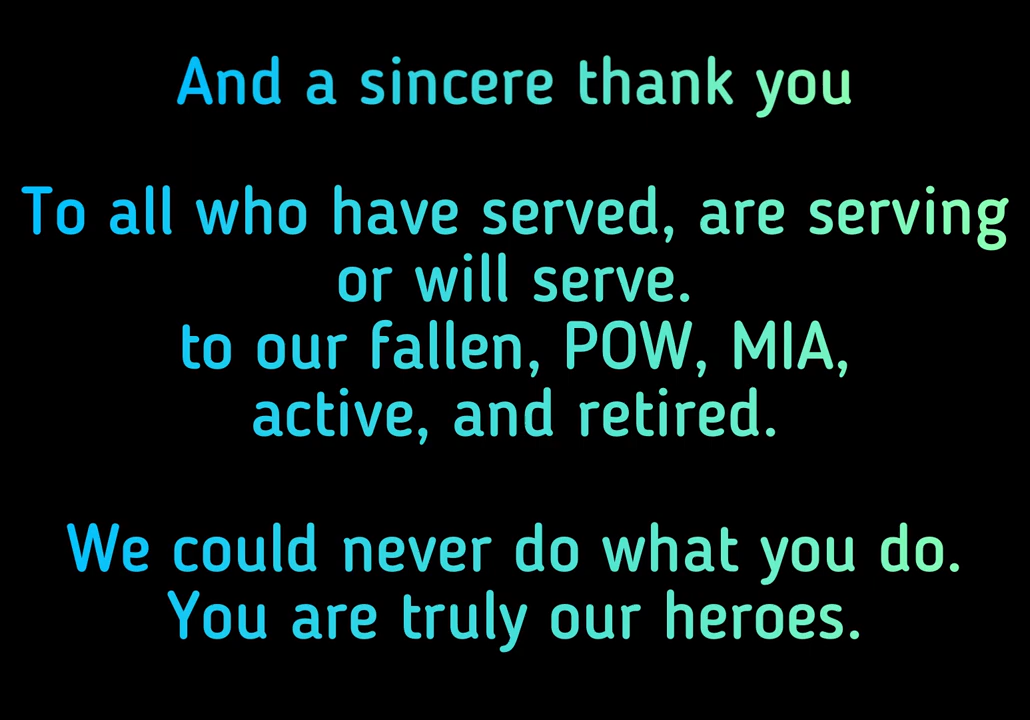 And a sincere thank you
To all who have served, are serving
or will serve.
to our fallen, POW, MIA,
active, and retired.
We could never do what you do.
You are truly our heroes.